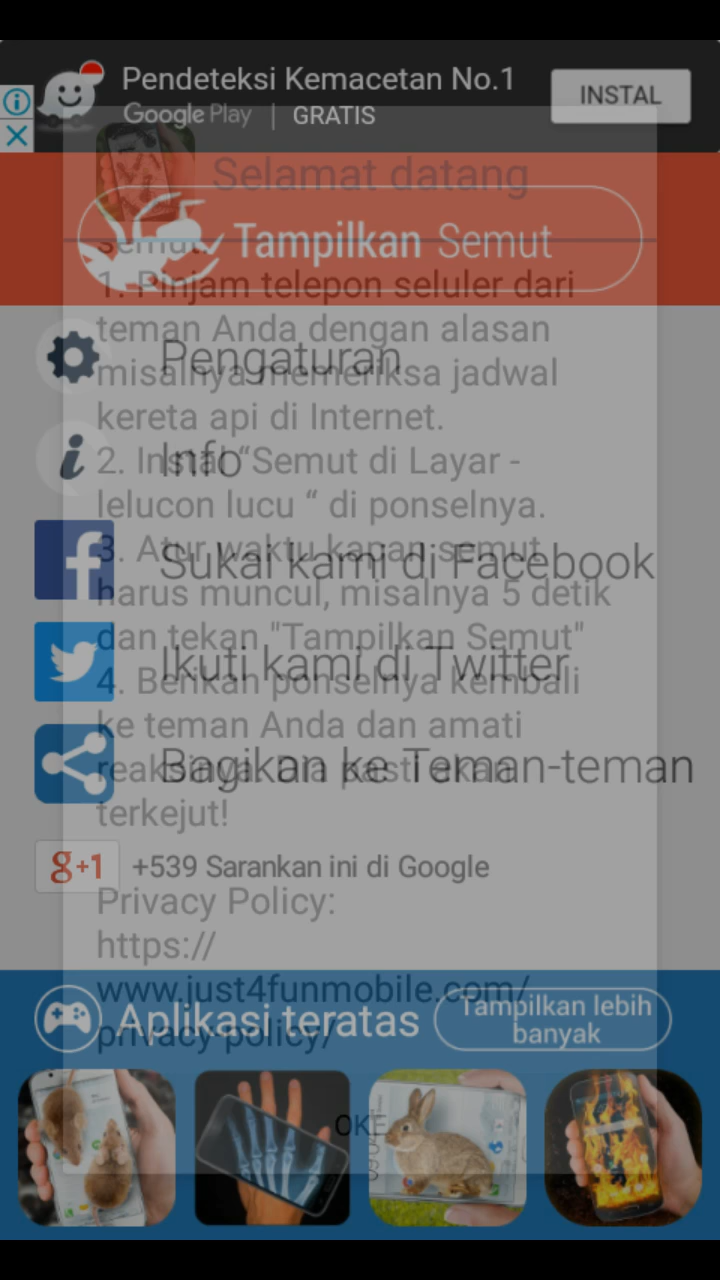 Pendeteksi Kemacetan No.1
Google Play | GRATIS
INSTAL
Selamat datang
Tampilkan Semut
semut.
1. Pinjam telepon seluler dari
teman Anda dengan alasan
misalnya memeriksa jadwal
kereta api di Internet.
2. Instal “Semut di Layar -
lelucon lucu “ di ponselnya.
3. Atur waktu kapan semut
harus muncul, misalnya 5 detik
dan tekan "Tampilkan Semut"
4. Berikan ponselnya kembali
ke teman Anda dan amati
reaksinya. Dia pasti akan
terkejut!
Privacy Policy:
https://
www.just4funmobile.com/
privacy-policy/
OKE
Pengaturan
Info
Sukai kami di Facebook
Ikuti kami di Twitter
Bagikan ke Teman-teman
g+1 +539 Sarankan ini di Google
Aplikasi teratas
Tampilkan lebih
banyak